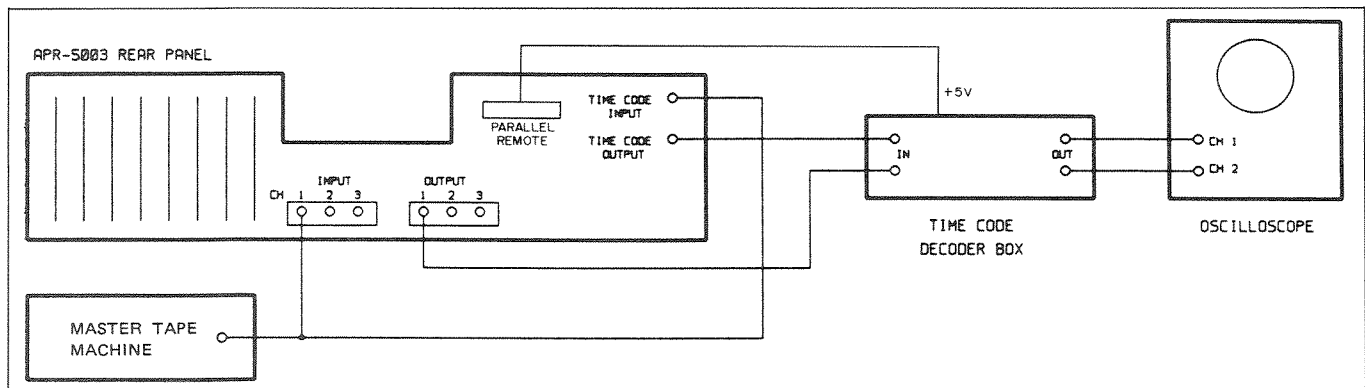 APR-5003 REAR PANEL
TIME CODE
INPUT
PARALLEL
REMOTE
TIME CODE
OUTPUT
INPUT
CH 1 2 3
OUTPUT
1 2 3
+5V
IN
OUT
TIME CODE
DECODER BOX
CH 1
CH 2
OSCILLOSCOPE
MASTER TAPE
MACHINE